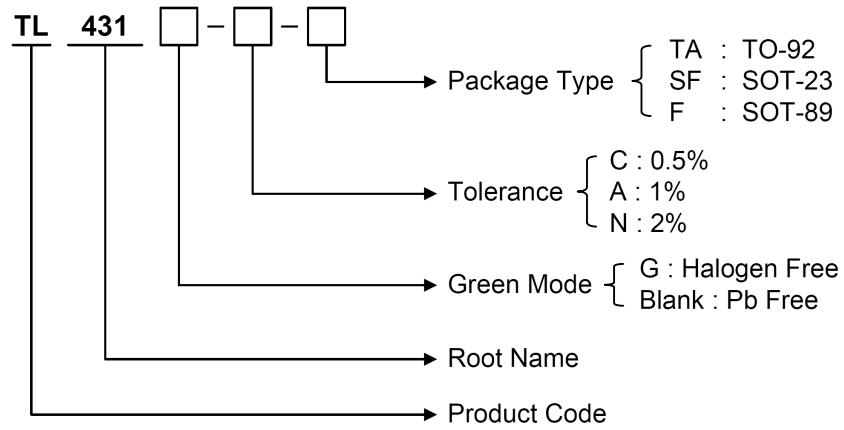 TL 431 □ – □ – □
Package Type { TA : TO-92
SF : SOT-23
F : SOT-89
Tolerance { C : 0.5%
A : 1%
N : 2%
Green Mode { G : Halogen Free
Blank : Pb Free
Root Name
Product Code